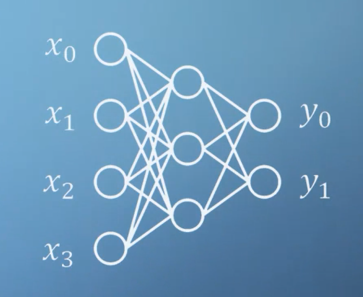 x₀
x₁
y₀
x₂
y₁
x₃